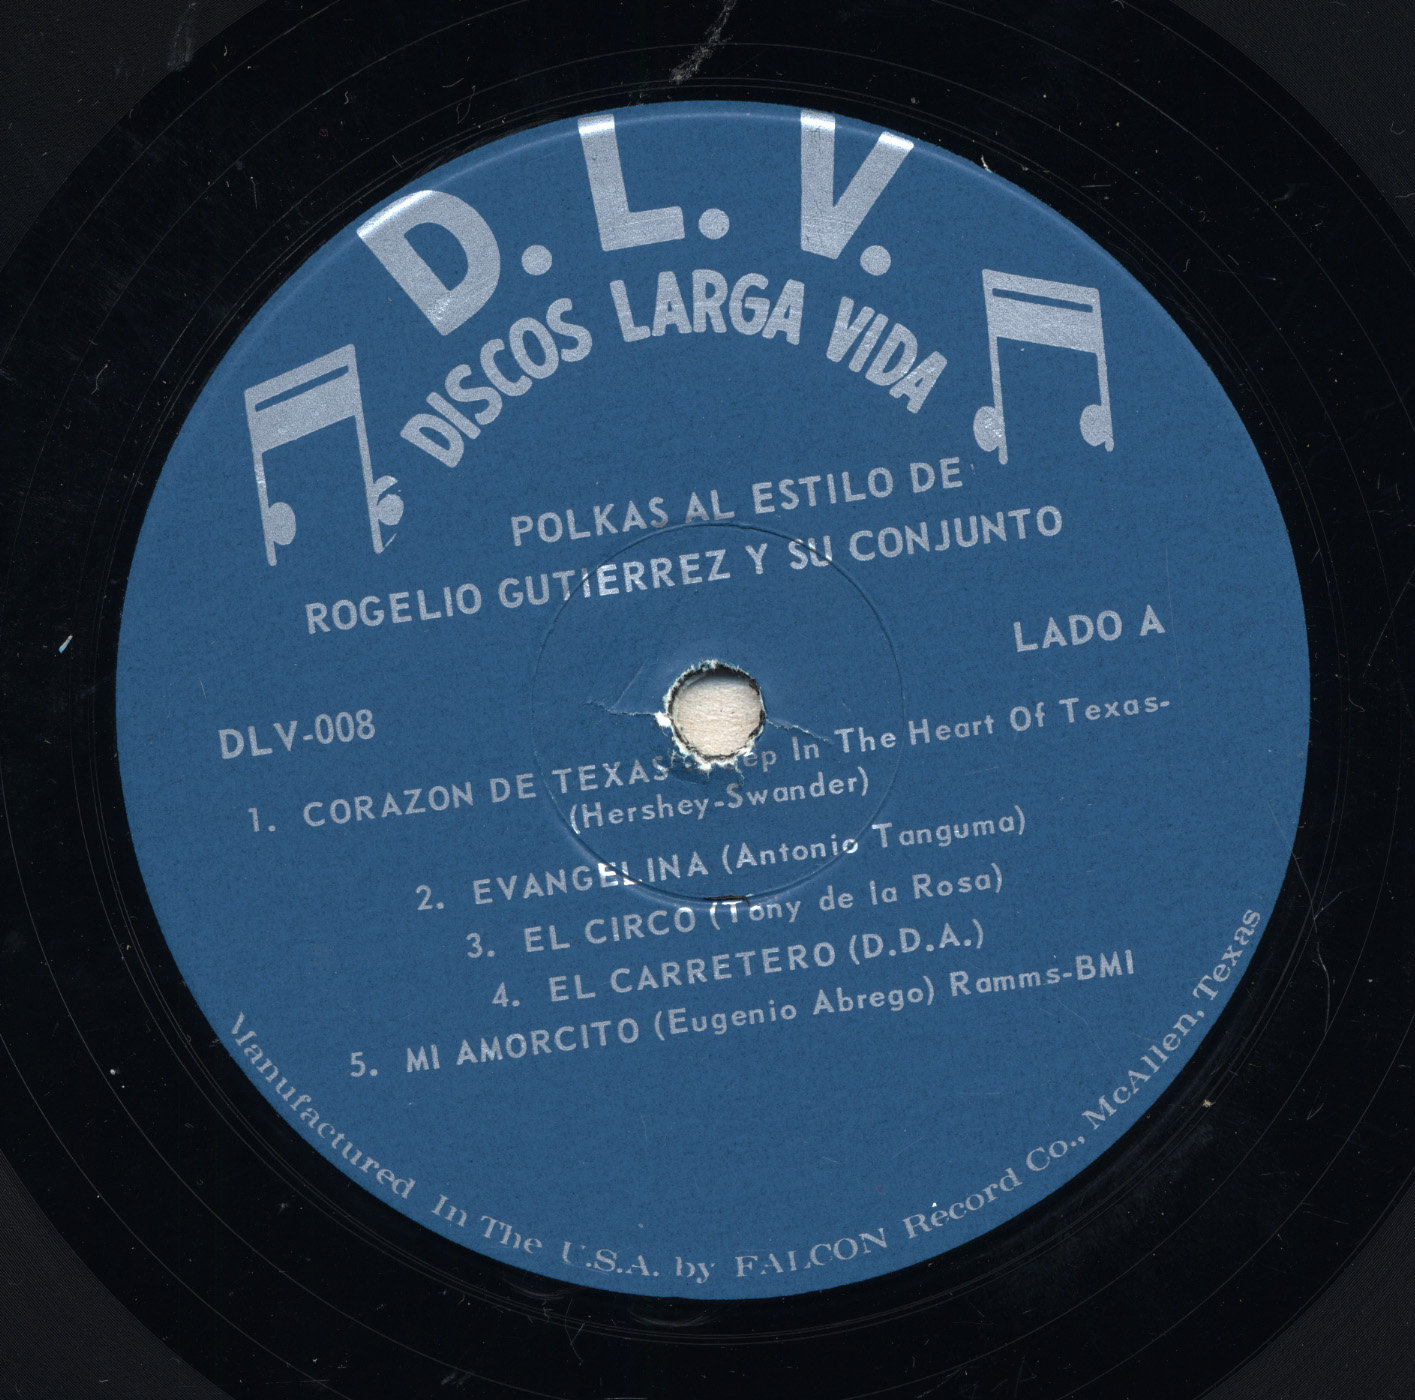 D. L. V.
DISCOS LARGA VIDA
POLKAS AL ESTILO DE
ROGELIO GUTIERREZ Y SU CONJUNTO
LADO A
DLV-008
1. CORAZON DE TEXAS In The Heart Of Texas-
(Hershey-Swander)
2. EVANGELINA (Antonio Tanguma)
3. EL CIRCO (Tony de la Rosa)
4. EL CARRETERO (D.D.A.)
5. MI AMORCITO (Eugenio Abrego) Ramms-BMI
Manufactured In The U.S.A. by FALCON Record Co., McAllen, Texas